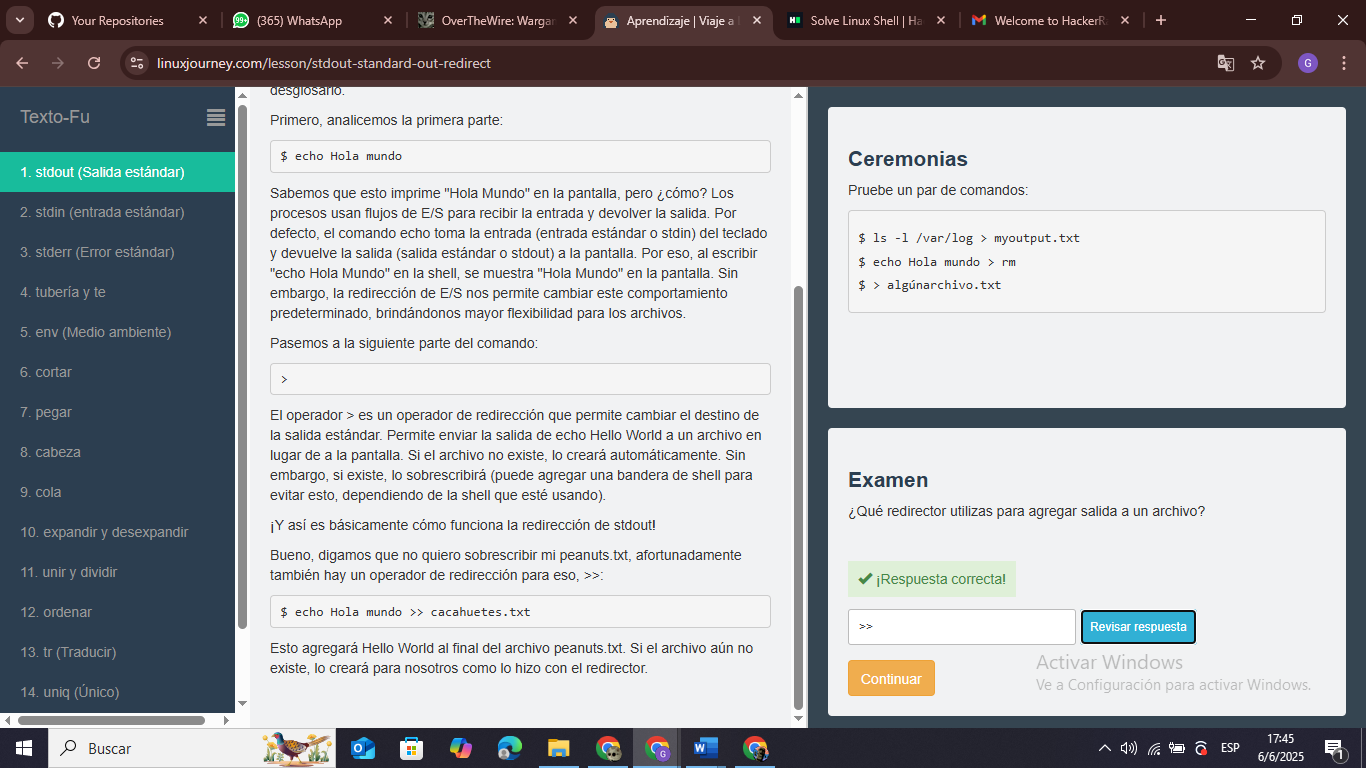 Your Repositories
(365) WhatsApp
OverTheWire: Wargar
Aprendizaje | Viaje a
Solve Linux Shell | Ha
Welcome to HackerRa
linuxjourney.com/lesson/stdout-standard-out-redirect
G
Texto-Fu
1. stdout (Salida estándar)
2. stdin (entrada estándar)
3. stderr (Error estándar)
4. tubería y te
5. env (Medio ambiente)
6. cortar
7. pegar
8. cabeza
9. cola
10. expandir y desexpandir
11. unir y dividir
12. ordenar
13. tr (Traducir)
14. uniq (Único)
desglosarlo.
Primero, analicemos la primera parte:
$ echo Hola mundo
Sabemos que esto imprime "Hola Mundo" en la pantalla, pero ¿cómo? Los
procesos usan flujos de E/S para recibir la entrada y devolver la salida. Por
defecto, el comando echo toma la entrada (entrada estándar o stdin) del teclado
y devuelve la salida (salida estándar o stdout) a la pantalla. Por eso, al escribir
"echo Hola Mundo" en la shell, se muestra "Hola Mundo" en la pantalla. Sin
embargo, la redirección de E/S nos permite cambiar este comportamiento
predeterminado, brindándonos mayor flexibilidad para los archivos.
Pasemos a la siguiente parte del comando:
>
El operador > es un operador de redirección que permite cambiar el destino de
la salida estándar. Permite enviar la salida de echo Hello World a un archivo en
lugar de a la pantalla. Si el archivo no existe, lo creará automáticamente. Sin
embargo, si existe, lo sobrescribirá (puede agregar una bandera de shell para
evitar esto, dependiendo de la shell que esté usando).
¡Y así es básicamente cómo funciona la redirección de stdout!
Bueno, digamos que no quiero sobrescribir mi peanuts.txt, afortunadamente
también hay un operador de redirección para eso, >>:
$ echo Hola mundo >> cacahuetes.txt
Esto agregará Hello World al final del archivo peanuts.txt. Si el archivo aún no
existe, lo creará para nosotros como lo hizo con el redirector.
Ceremonias
Pruebe un par de comandos:
$ ls -l /var/log > myoutput.txt
$ echo Hola mundo > rm
$ > algúnarchivo.txt
Examen
¿Qué redirector utilizas para agregar salida a un archivo?
¡Respuesta correcta!
>>
Revisar respuesta
Continuar
Activar Windows
Ve a Configuración para activar Windows.
Buscar
ESP
17:45
6/6/2025
1